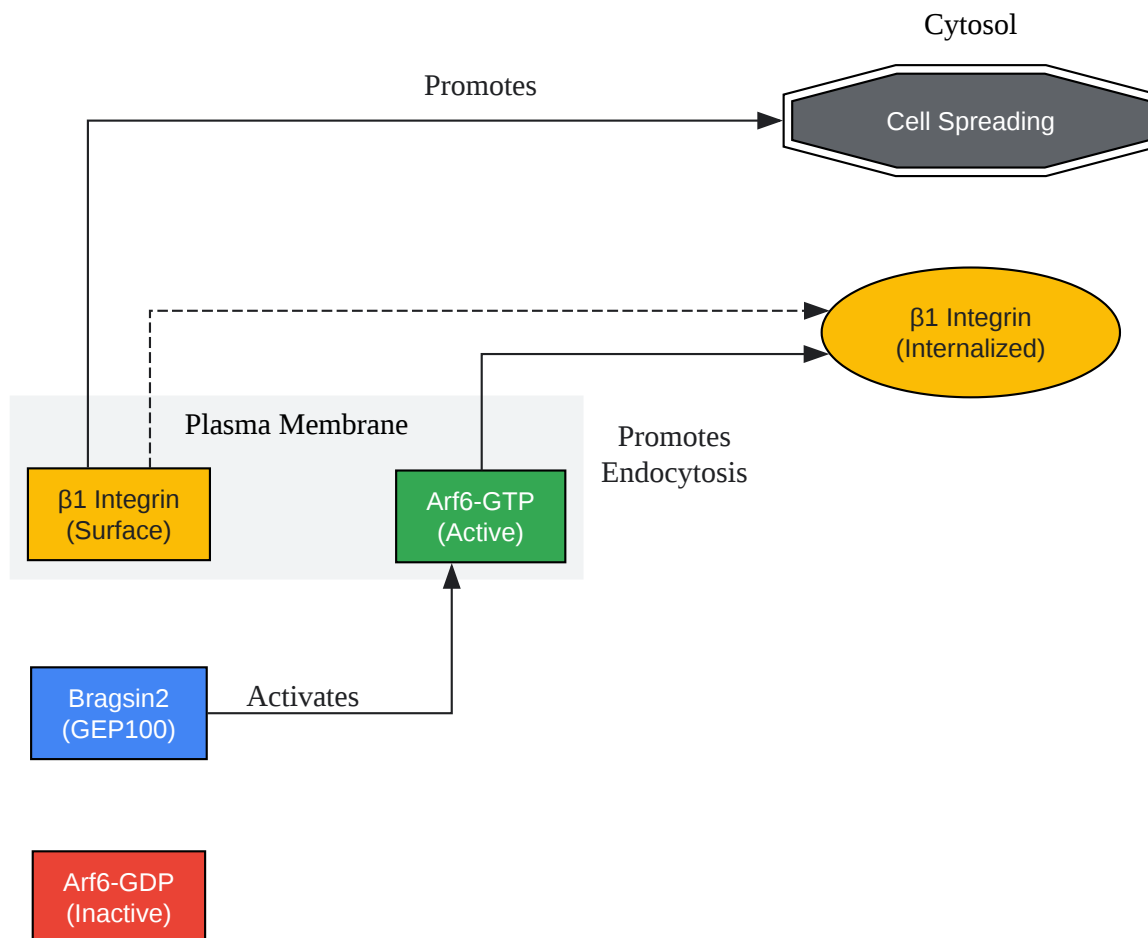 Cytosol
Promotes
Cell Spreading
β1 Integrin
(Internalized)
Plasma Membrane
Promotes
Endocytosis
β1 Integrin
(Surface)
Arf6-GTP
(Active)
Bragsin2
(GEP100)
Activates
Arf6-GDP
(Inactive)